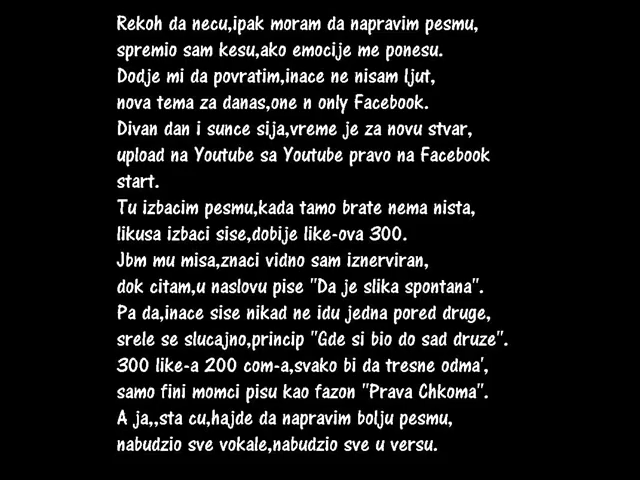 Rekoh da necu,ipak moram da napravim pesmu,
spremio sam kesu,ako emocije me ponesu.
Dodje mi da povratim,inace ne nisam ljut,
nova tema za danas,one n only Facebook.
Divan dan i sunce sija,vreme je za novu stvar,
upload na Youtube sa Youtube pravo na Facebook
start.
Tu izbacim pesmu,kada tamo brate nema nista,
likusa izbaci sise,dobije like-ova 300.
Jbm mu misa,znaci vidno sam iznerviran,
dok citam,u naslovu pise "Da je slika spontana".
Pa da,inace sise nikad ne idu jedna pored druge,
srele se slucajno,princip "Gde si bio do sad druze".
300 like-a 200 com-a,svako bi da tresne odma',
samo fini momci pisu kao fazon "Prava Chkoma".
A ja,,sta cu,hajde da napravim bolju pesmu,
nabudzio sve vokale,nabudzio sve u versu.